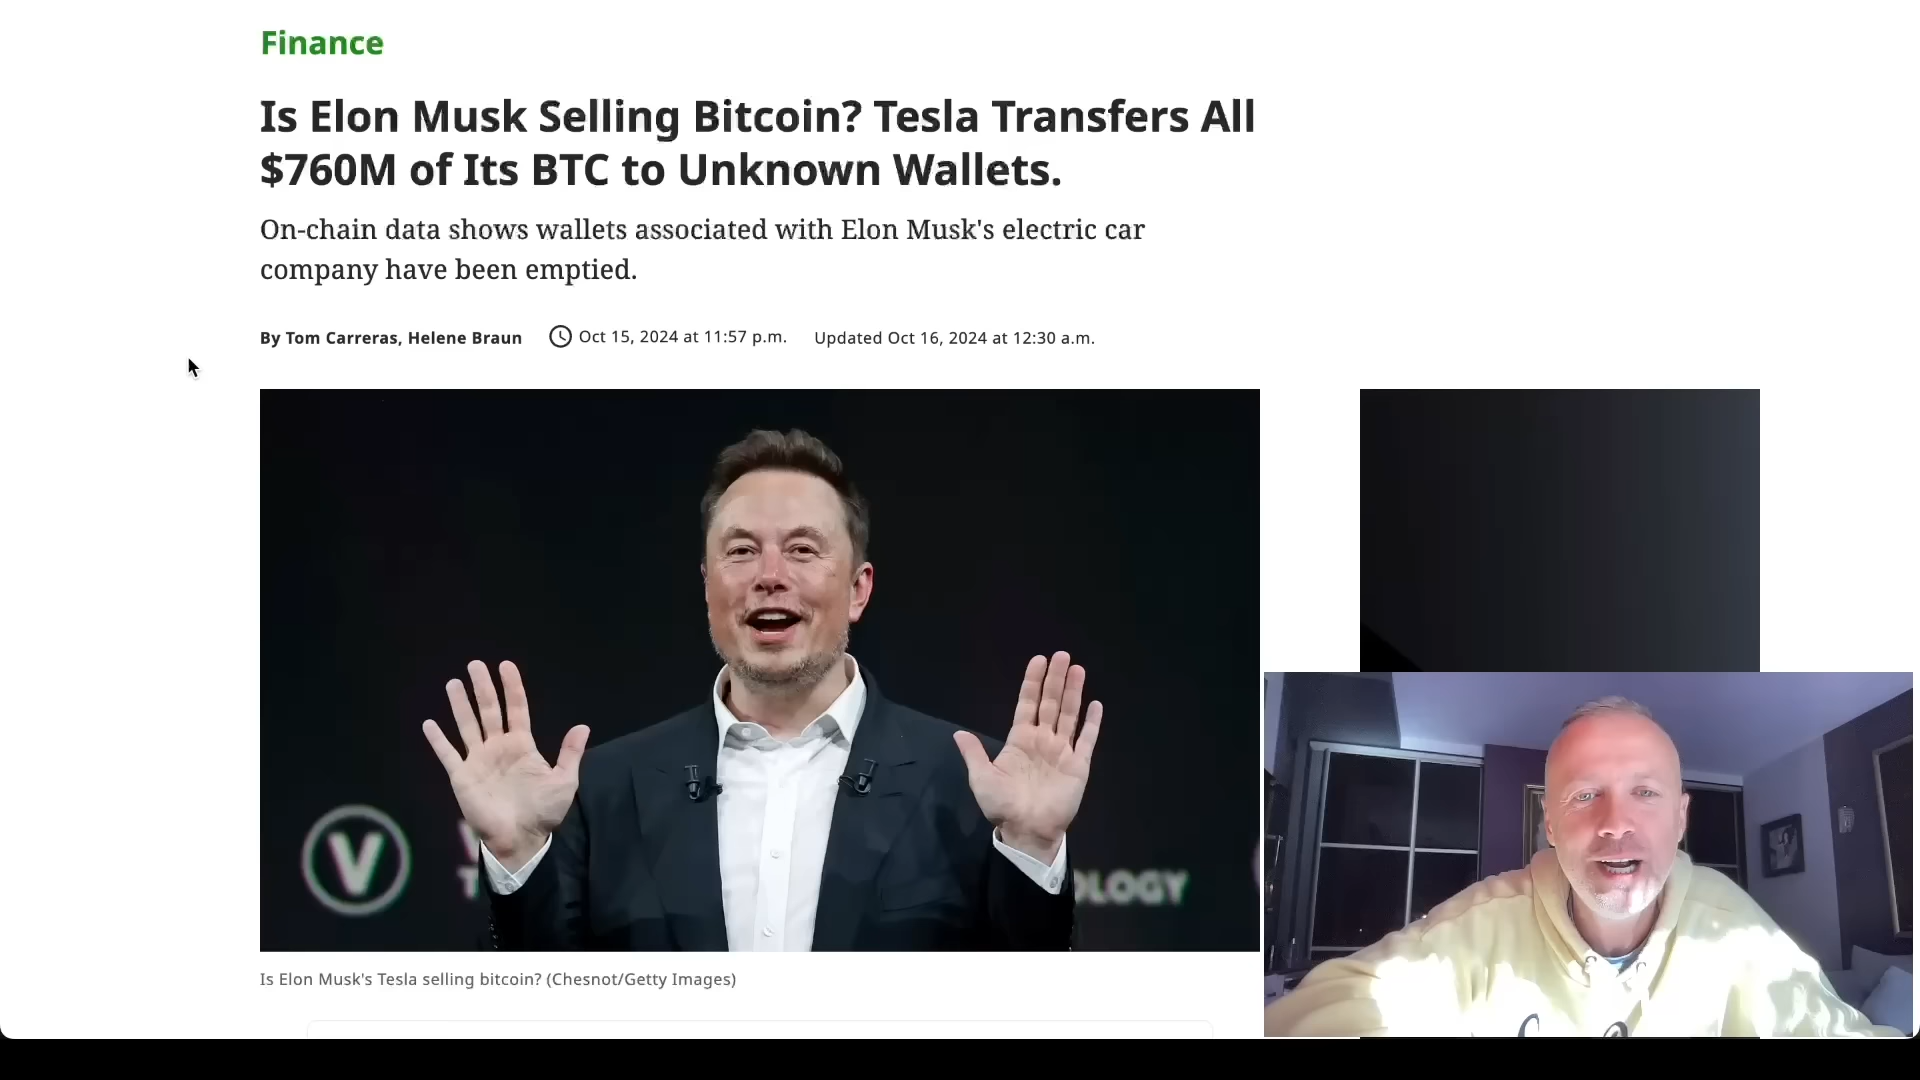 Finance
Is Elon Musk Selling Bitcoin? Tesla Transfers All
$760M of Its BTC to Unknown Wallets.
On-chain data shows wallets associated with Elon Musk's electric car
company have been emptied.
By Tom Carreras, Helene Braun Oct 15, 2024 at 11:57 p.m. Updated Oct 16, 2024 at 12:30 a.m.
V
OLOGY
Is Elon Musk's Tesla selling bitcoin? (Chesnot/Getty Images)